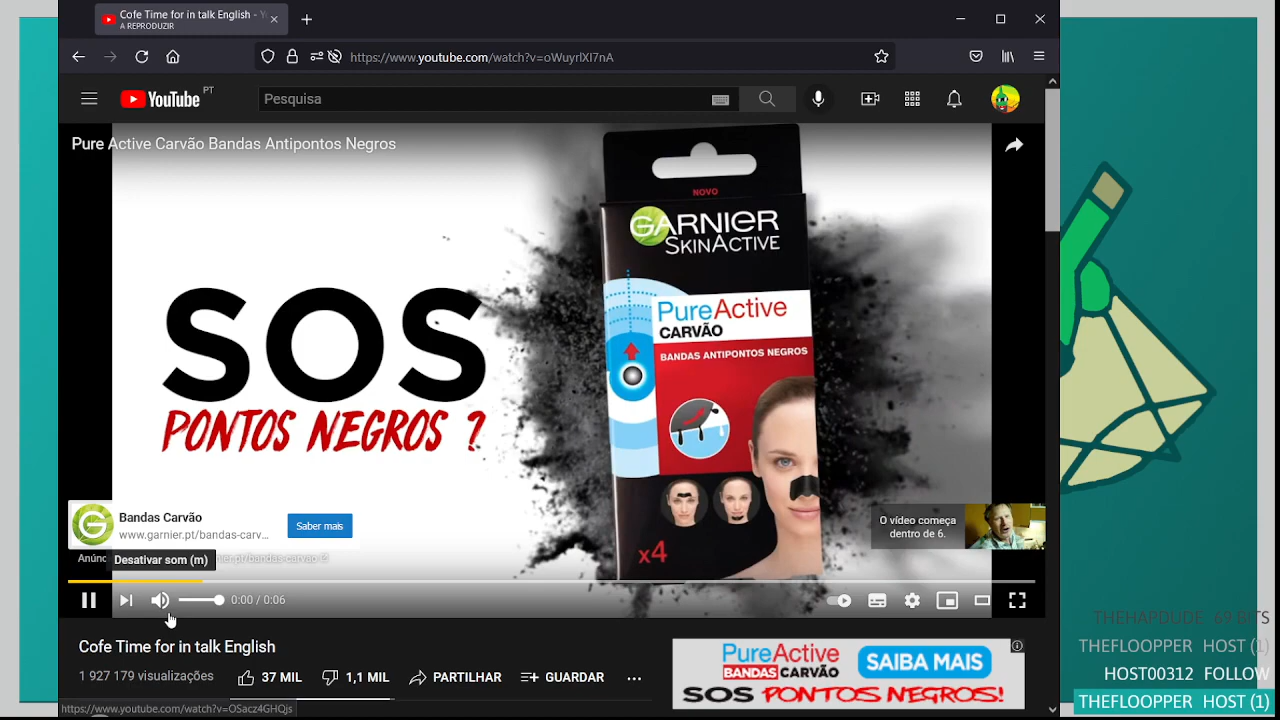 Cofe Time for in talk English - Y
A REPRODUZIR
https://www.youtube.com/watch?v=oWuyrlXI7nA
YouTube PT
Pesquisa
Pure Active Carvão Bandas Antipontos Negros
NOVO
GARNIER
SKINACTIVE
PureActive
CARVÃO
BANDAS ANTIPONTOS NEGROS
SOS
PONTOS NEGROS ?
x4
Bandas Carvão
www.garnier.pt/bandas-carv...
Saber mais
O vídeo começa
dentro de 6.
Anúnc
Desativar som (m)
nier.pt/bandas-carvao
0:00 / 0:06
Cofe Time for in talk English
1 927 179 visualizações
37 MIL
1,1 MIL
PARTILHAR
GUARDAR
PureActive
BANDAS CARVÃO
SAIBA MAIS
SOS PONTOS NEGROS!
https://www.youtube.com/watch?v=OSacz4GHQjs
THEHAPDUDE 69 BITS
THEFLOOPPER HOST (1)
HOST00312 FOLLOW
THEFLOOPPER HOST (1)